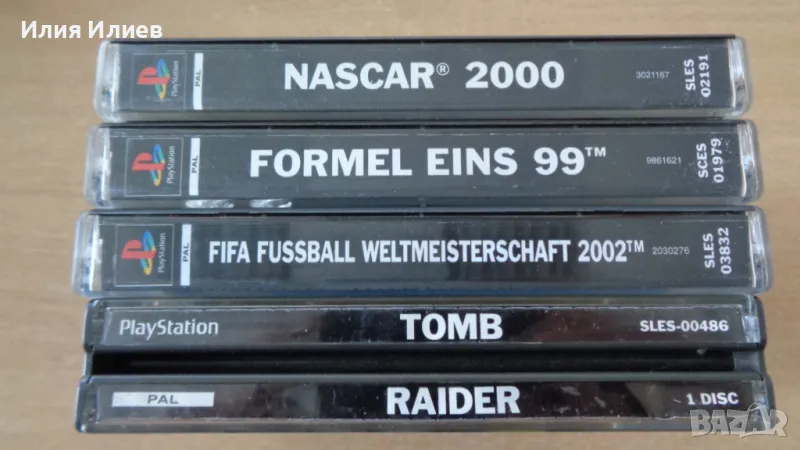 Илия Илиев
PlayStation
PAL
NASCAR® 2000
3021167
SLES
02191
PlayStation
PAL
FORMEL EINS 99™
9861621
SCES
01979
PlayStation
PAL
FIFA FUSSBALL WELTMEISTERSCHAFT 2002™
2030276
SLES
03832
PlayStation TOMB SLES-00486
PAL RAIDER 1 DISC
BAZAR